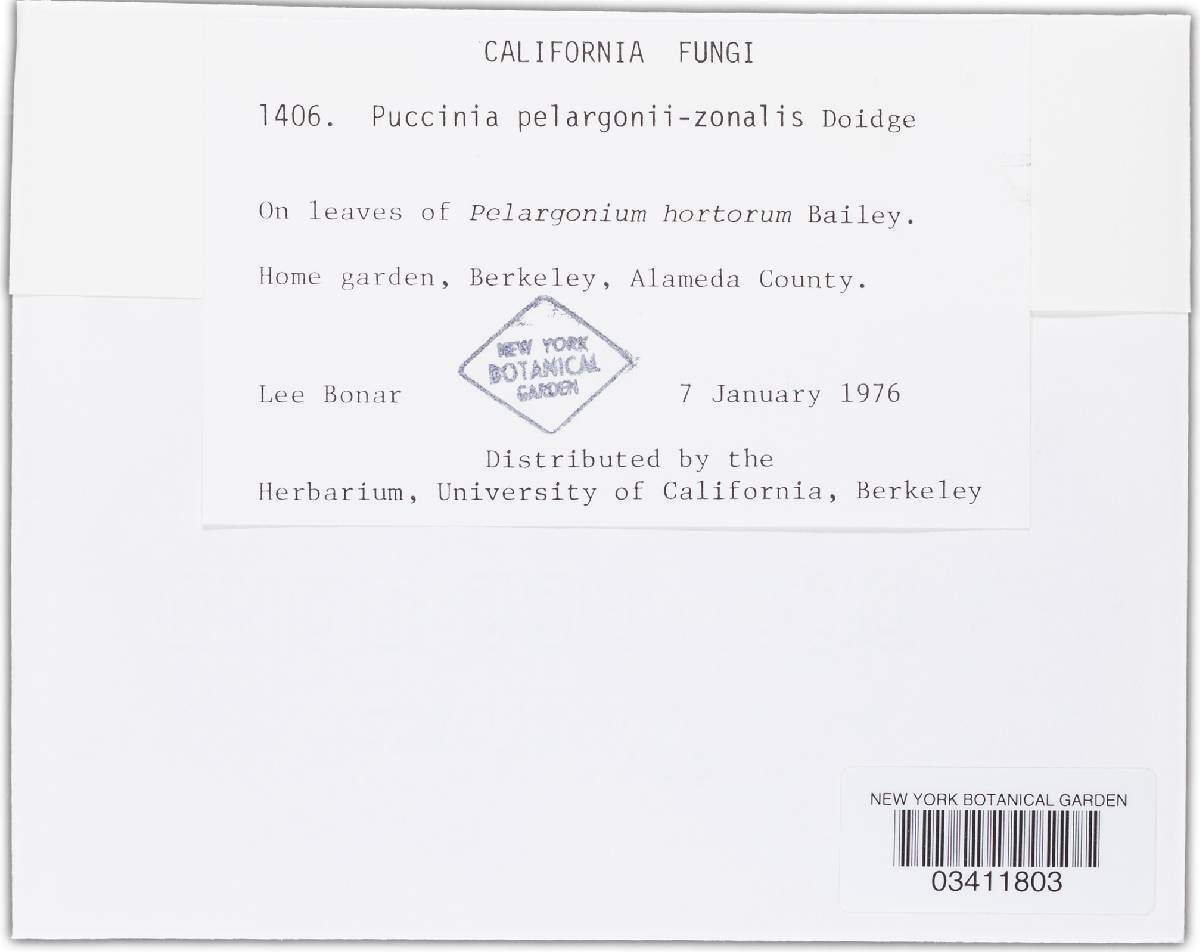 CALIFORNIA FUNGI
1406. Puccinia pelargonii-zonalis Doidge
On leaves of Pelargonium hortorum Bailey.
Home garden, Berkeley, Alameda County.
NEW YORK
BOTANICAL
GARDEN
Lee Bonar 7 January 1976
Distributed by the
Herbarium, University of California, Berkeley
NEW YORK BOTANICAL GARDEN
03411803